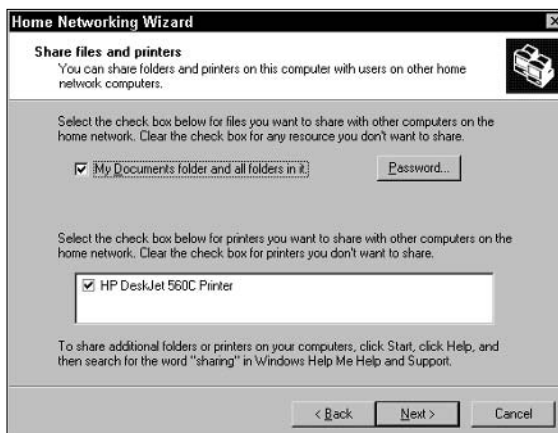 Home Networking Wizard
Share files and printers
You can share folders and printers on this computer with users on other home
network computers.
Select the check box below for files you want to share with other computers on the
home network. Clear the check box for any resource you don't want to share.
My Documents folder and all folders in it.
Password...
Select the check box below for printers you want to share with other computers on the
home network. Clear the check box for printers you don't want to share.
HP DeskJet 560C Printer
To share additional folders or printers on your computers, click Start, click Help, and
then search for the word "sharing" in Windows Help Me Help and Support.
< Back
Next >
Cancel